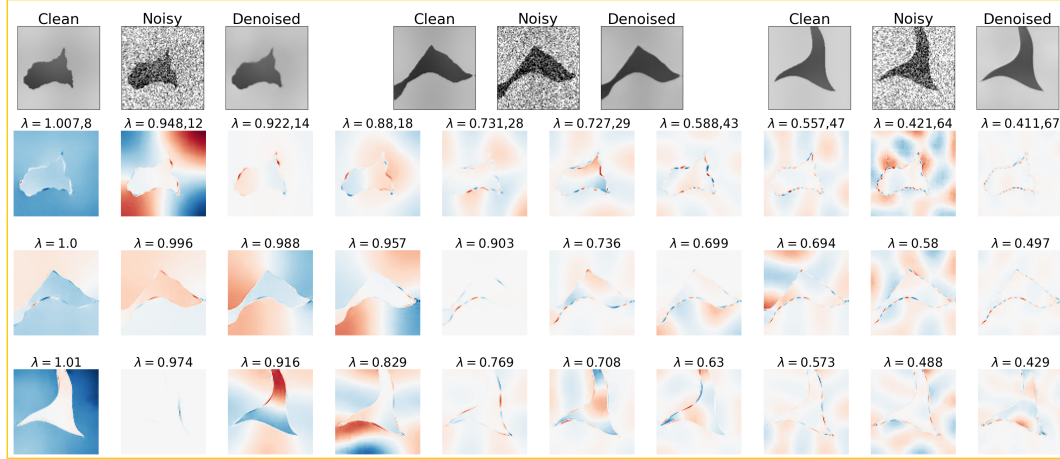 Clean Noisy Denoised Clean Noisy Denoised Clean Noisy Denoised
λ = 1.007,8 λ = 0.948,12 λ = 0.922,14 λ = 0.88,18 λ = 0.731,28 λ = 0.727,29 λ = 0.588,43 λ = 0.557,47 λ = 0.421,64 λ = 0.411,67
λ = 1.0 λ = 0.996 λ = 0.988 λ = 0.957 λ = 0.903 λ = 0.736 λ = 0.699 λ = 0.694 λ = 0.58 λ = 0.497
λ = 1.01 λ = 0.974 λ = 0.916 λ = 0.829 λ = 0.769 λ = 0.708 λ = 0.63 λ = 0.573 λ = 0.488 λ = 0.429